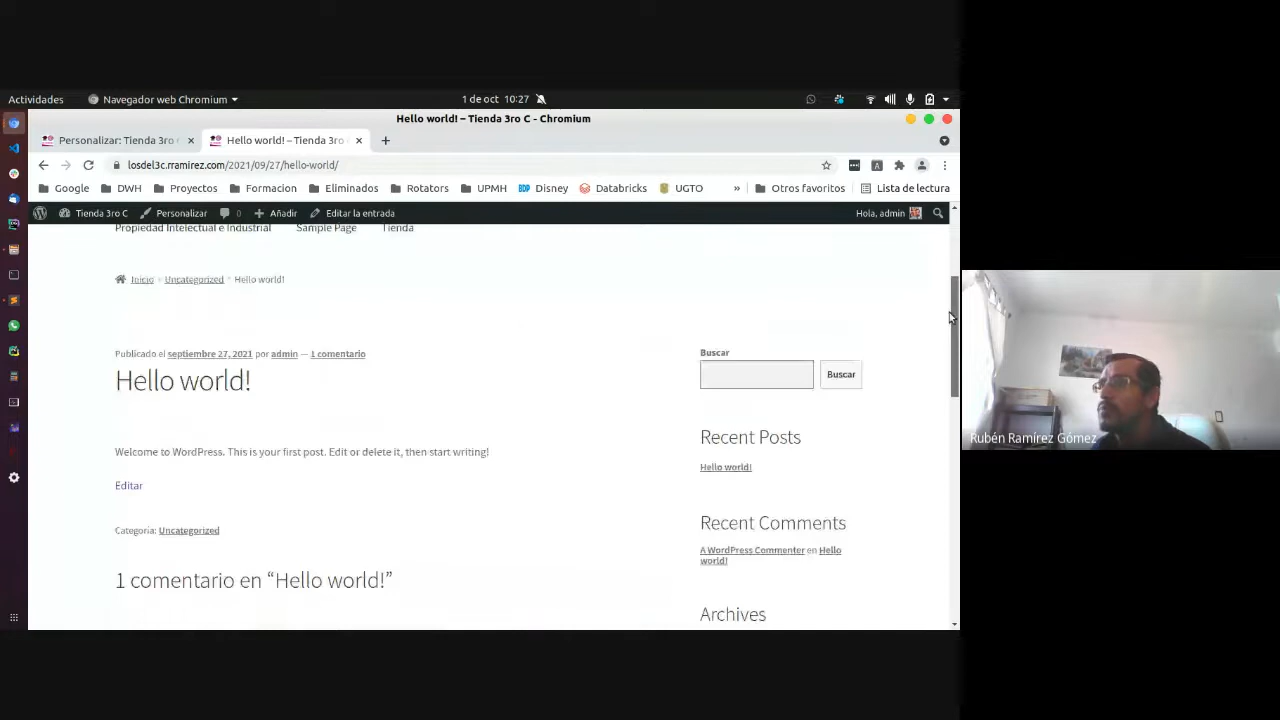 Actividades
Navegador web Chromium
1 de oct 10:27
Hello world! – Tienda 3ro C - Chromium
Personalizar: Tienda 3ro
Hello world! – Tienda 3ro
losdel3c.rramirez.com/2021/09/27/hello-world/
Google DWH Proyectos Formacion Eliminados Rotators UPMH Disney Databricks UGTO » Otros favoritos Lista de lectura
Tienda 3ro C Personalizar 0 Añadir Editar la entrada Hola, admin
Propiedad Intelectual e Industrial Sample Page Tienda
Inicio Uncategorized Hello world!
Publicado el septiembre 27, 2021 por admin — 1 comentario
Hello world!
Welcome to WordPress. This is your first post. Edit or delete it, then start writing!
Editar
Categoría: Uncategorized
1 comentario en “Hello world!”
Buscar
Buscar
Recent Posts
Hello world!
Recent Comments
A WordPress Commenter en Hello
world!
Archives
Rubén Ramírez Gómez